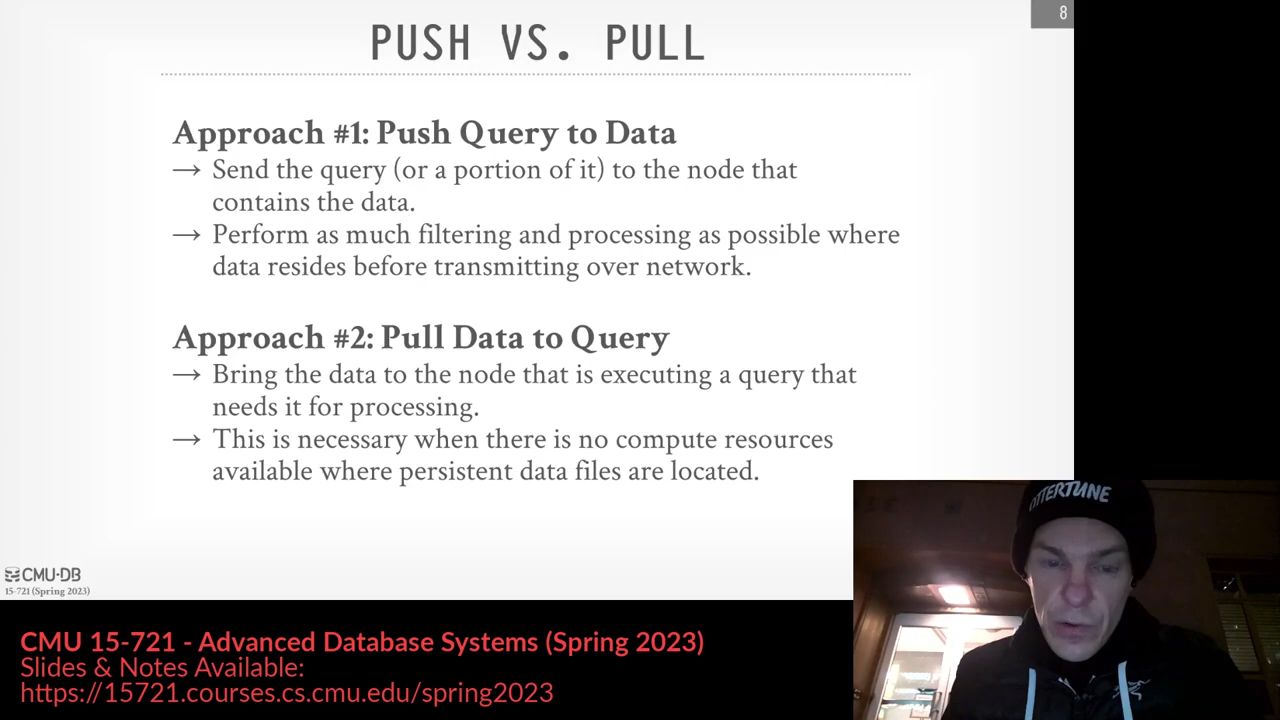 8
PUSH VS. PULL
Approach #1: Push Query to Data
→ Send the query (or a portion of it) to the node that
contains the data.
→ Perform as much filtering and processing as possible where
data resides before transmitting over network.
Approach #2: Pull Data to Query
→ Bring the data to the node that is executing a query that
needs it for processing.
→ This is necessary when there is no compute resources
available where persistent data files are located.
OTTERTUNE
CMU·DB
15-721 (Spring 2023)
CMU 15-721 - Advanced Database Systems (Spring 2023)
Slides & Notes Available:
https://15721.courses.cs.cmu.edu/spring2023